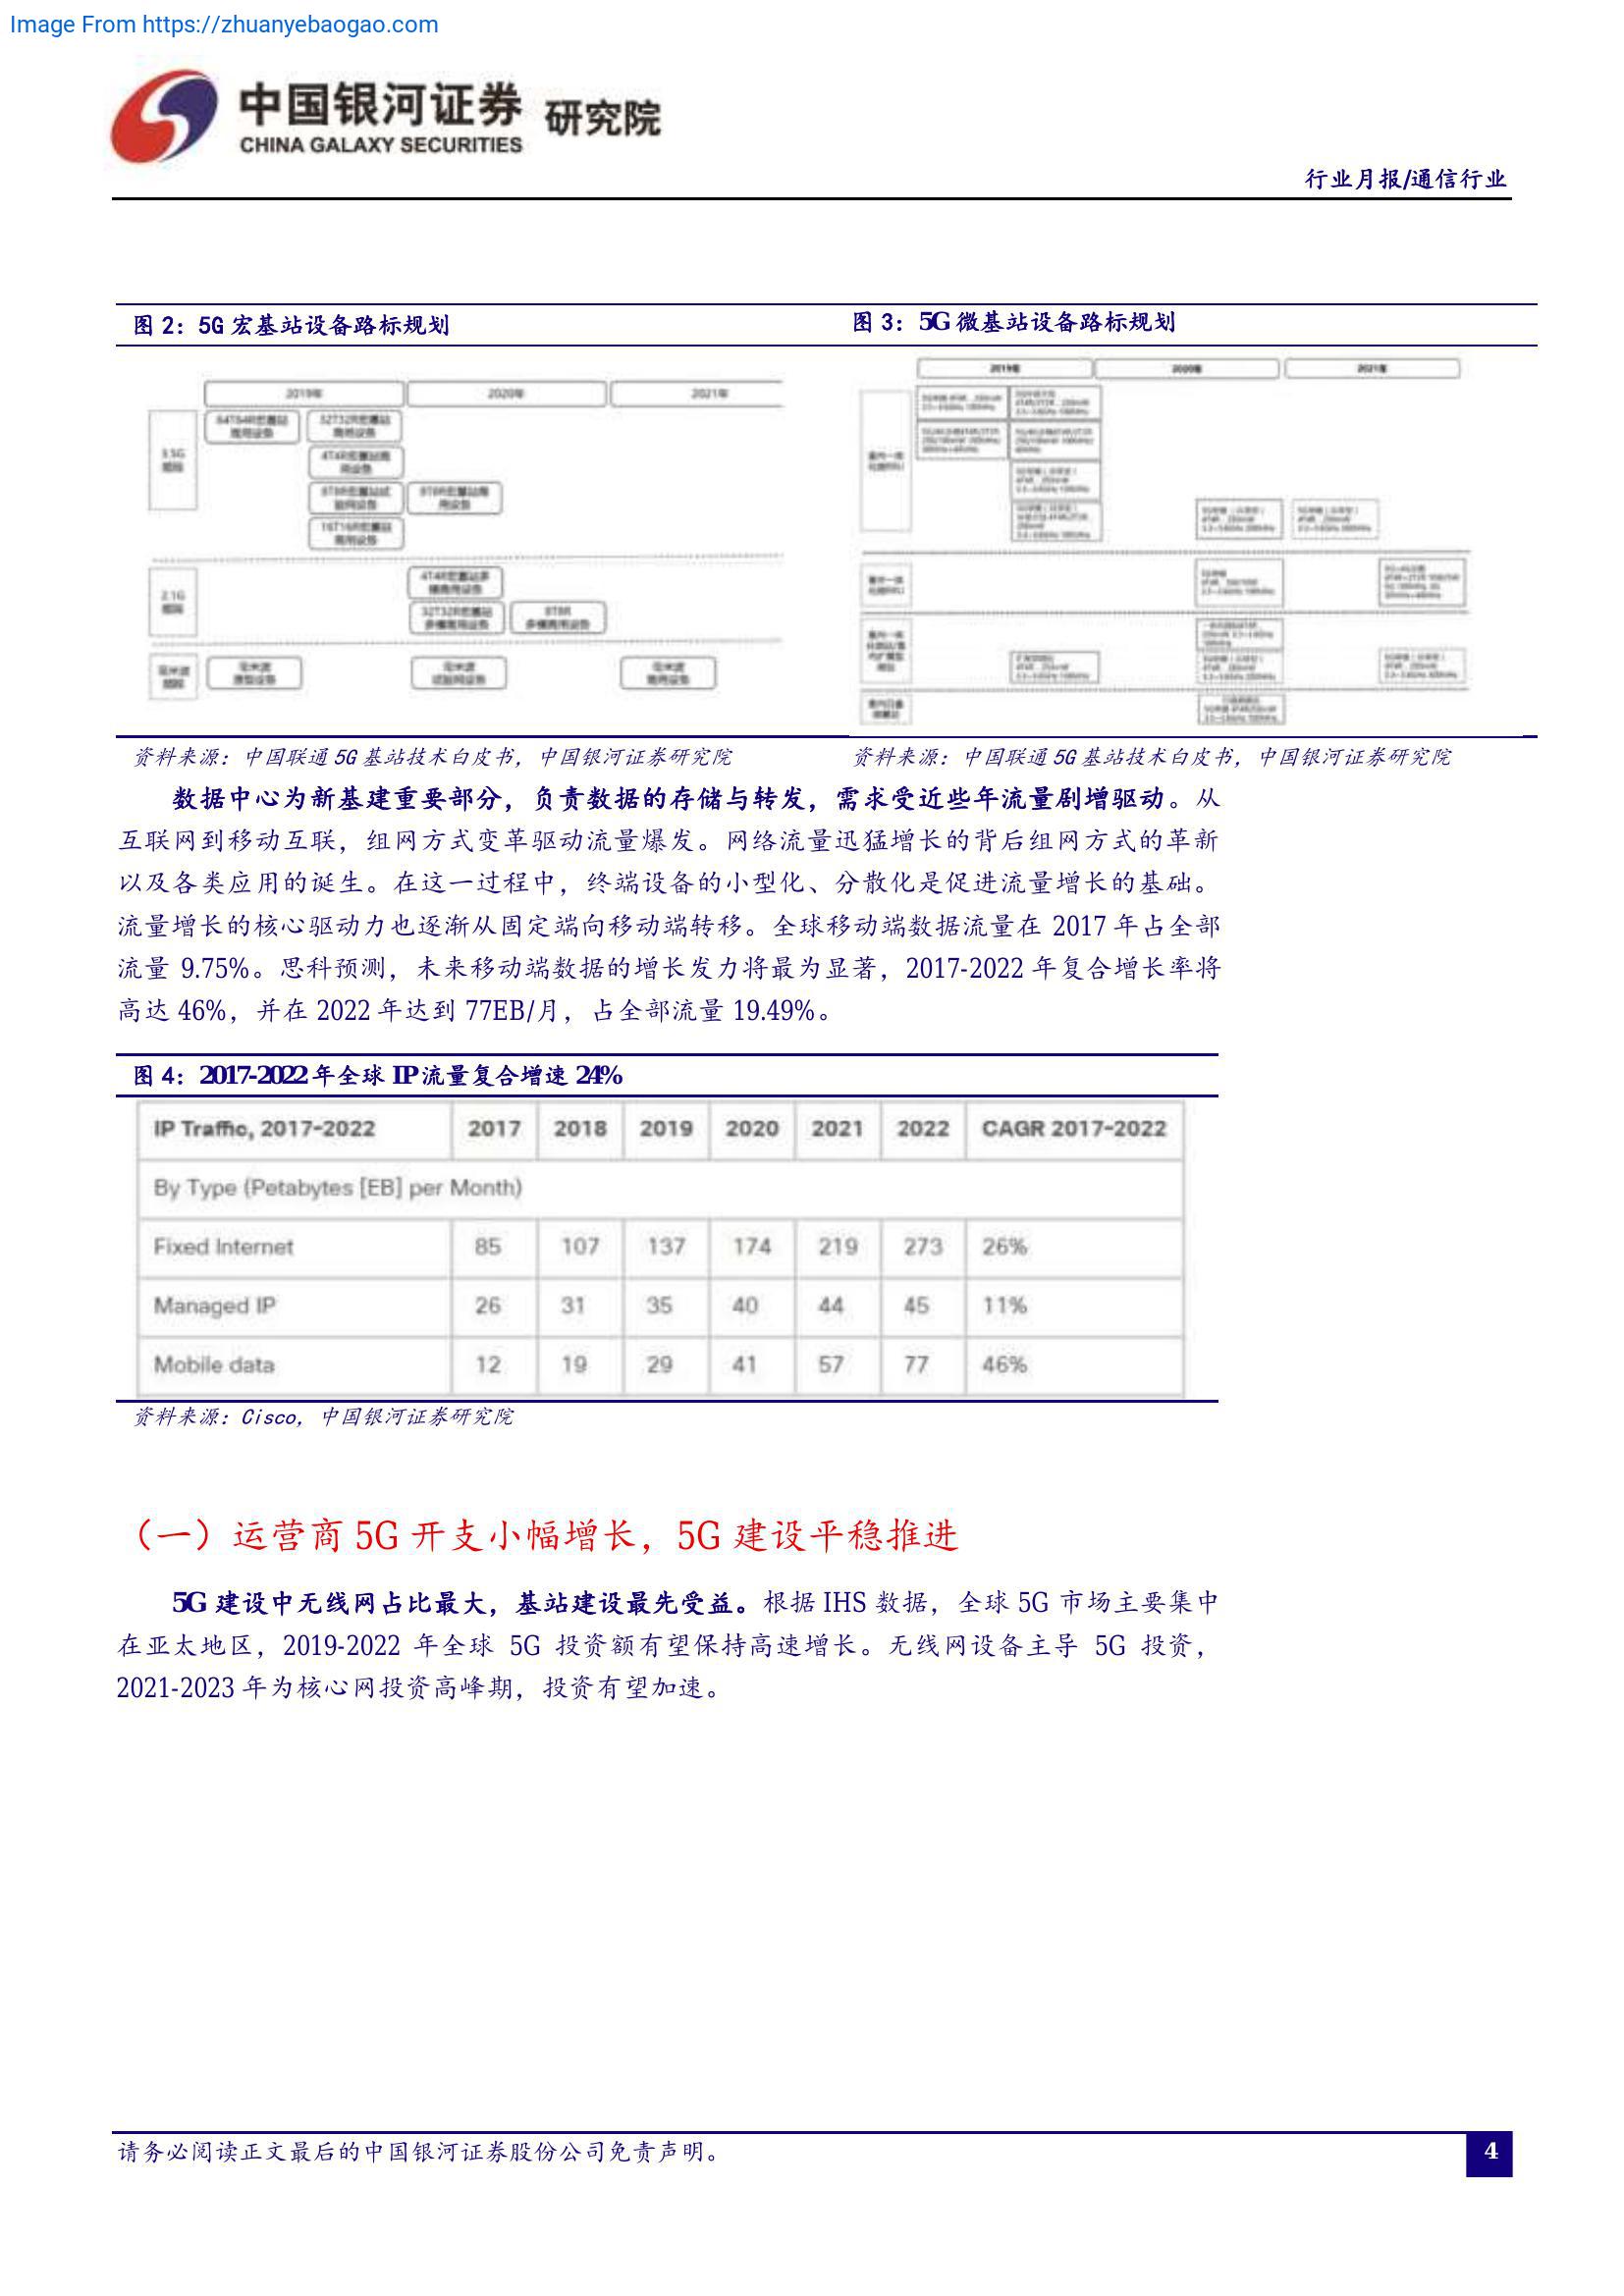 Image From https://zhuanyebaogao.com
中国银河证券 研究院
CHINA GALAXY SECURITIES
行业月报/通信行业
图 2：5G 宏基站设备路标规划
2019年 2020年 2021年
64T64R宏基站
商用设备
32T32R宏基站
商用设备
3.5G
4T4R宏基站商
用设备
8T8R宏基站试
验网设备
8T8R宏基站商
用设备
16T16R宏基站
商用设备
2.1G
4T4R宏基站多
模商用设备
32T32R宏基站
多模商用设备
8T8R
多模商用设备
毫米波
原型设备
毫米波
试验网设备
毫米波
商用设备
图 3：5G 微基站设备路标规划
2019年 2020年 2021年
资料来源：中国联通 5G 基站技术白皮书，中国银河证券研究院
资料来源：中国联通 5G 基站技术白皮书，中国银河证券研究院
数据中心为新基建重要部分，负责数据的存储与转发，需求受近些年流量剧增驱动。从
互联网到移动互联，组网方式变革驱动流量爆发。网络流量迅猛增长的背后组网方式的革新
以及各类应用的诞生。在这一过程中，终端设备的小型化、分散化是促进流量增长的基础。
流量增长的核心驱动力也逐渐从固定端向移动端转移。全球移动端数据流量在 2017 年占全部
流量 9.75%。思科预测，未来移动端数据的增长发力将最为显著，2017-2022 年复合增长率将
高达 46%，并在 2022 年达到 77EB/月，占全部流量 19.49%。
图 4：2017-2022 年全球 IP 流量复合增速 24%
IP Traffic, 2017-2022 2017 2018 2019 2020 2021 2022 CAGR 2017-2022
By Type (Petabytes [EB] per Month)
Fixed Internet 85 107 137 174 219 273 26%
Managed IP 26 31 35 40 44 45 11%
Mobile data 12 19 29 41 57 77 46%
资料来源：Cisco，中国银河证券研究院
（一）运营商 5G 开支小幅增长，5G 建设平稳推进
5G 建设中无线网占比最大，基站建设最先受益。根据 IHS 数据，全球 5G 市场主要集中
在亚太地区，2019-2022 年全球 5G 投资额有望保持高速增长。无线网设备主导 5G 投资，
2021-2023 年为核心网投资高峰期，投资有望加速。
请务必阅读正文最后的中国银河证券股份公司免责声明。
4